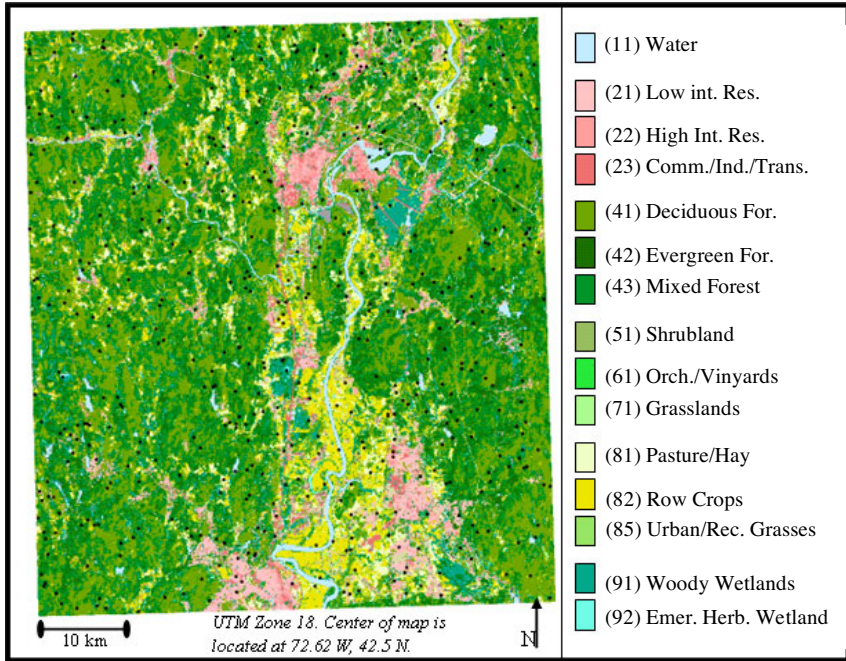 (11) Water
(21) Low int. Res.
(22) High Int. Res.
(23) Comm./Ind./Trans.
(41) Deciduous For.
(42) Evergreen For.
(43) Mixed Forest
(51) Shrubland
(61) Orch./Vinyards
(71) Grasslands
(81) Pasture/Hay
(82) Row Crops
(85) Urban/Rec. Grasses
(91) Woody Wetlands
(92) Emer. Herb. Wetland
10 km
UTM Zone 18. Center of map is
located at 72.62 W, 42.5 N.
N